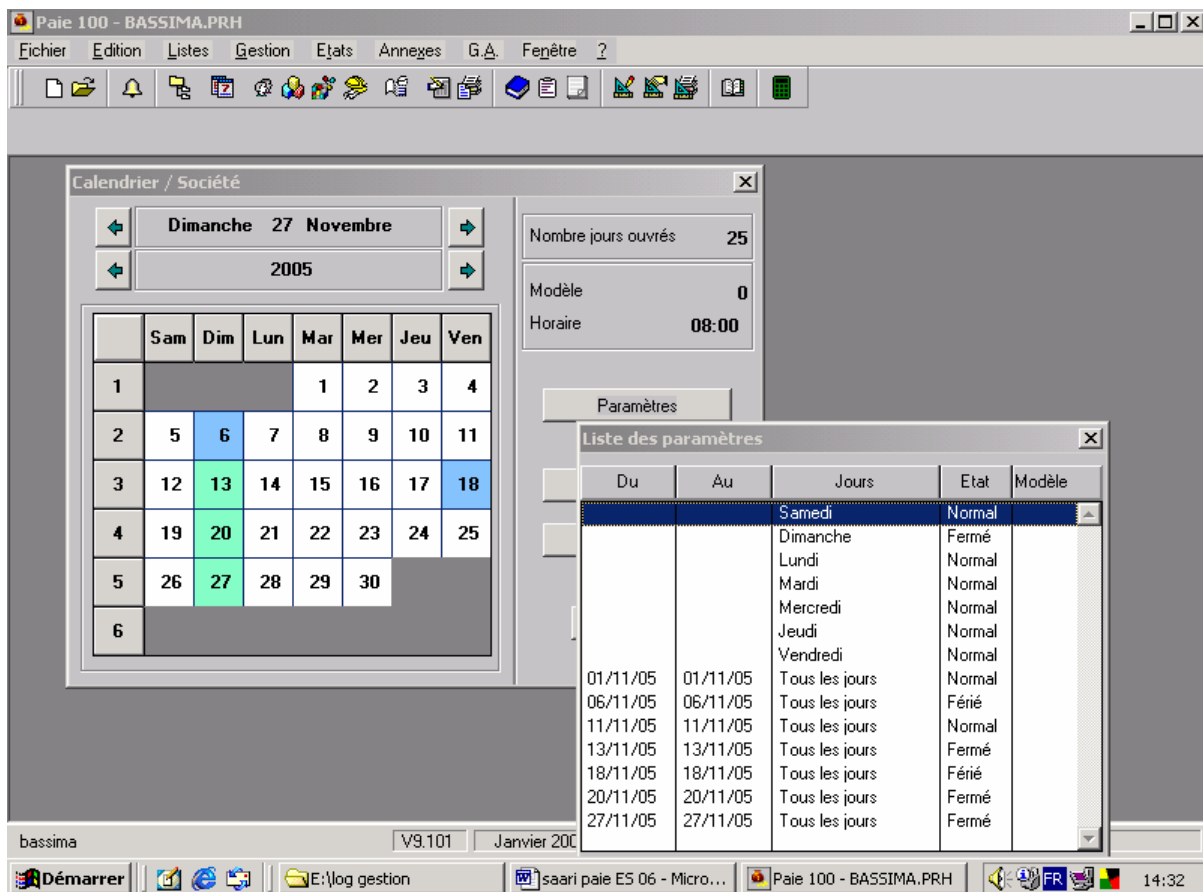 Paie 100 - BASSIMA.PRH
Fichier Edition Listes Gestion Etats Annexes G.A. Fenêtre ?
Calendrier / Société
Dimanche 27 Novembre
2005
Nombre jours ouvrés 25
Modèle 0
Horaire 08:00
Sam Dim Lun Mar Mer Jeu Ven
1 1 2 3 4
2 5 6 7 8 9 10 11
3 12 13 14 15 16 17 18
4 19 20 21 22 23 24 25
5 26 27 28 29 30
6
Paramètres
Liste des paramètres
Du Au Jours Etat Modèle
Samedi Normal
Dimanche Fermé
Lundi Normal
Mardi Normal
Mercredi Normal
Jeudi Normal
Vendredi Normal
01/11/05 01/11/05 Tous les jours Normal
06/11/05 06/11/05 Tous les jours Férié
11/11/05 11/11/05 Tous les jours Normal
13/11/05 13/11/05 Tous les jours Fermé
18/11/05 18/11/05 Tous les jours Férié
20/11/05 20/11/05 Tous les jours Fermé
27/11/05 27/11/05 Tous les jours Fermé
bassima V9.101 Janvier 200
Démarrer E:\log gestion saari paie ES 06 - Micro... Paie 100 - BASSIMA.PRH FR 14:32